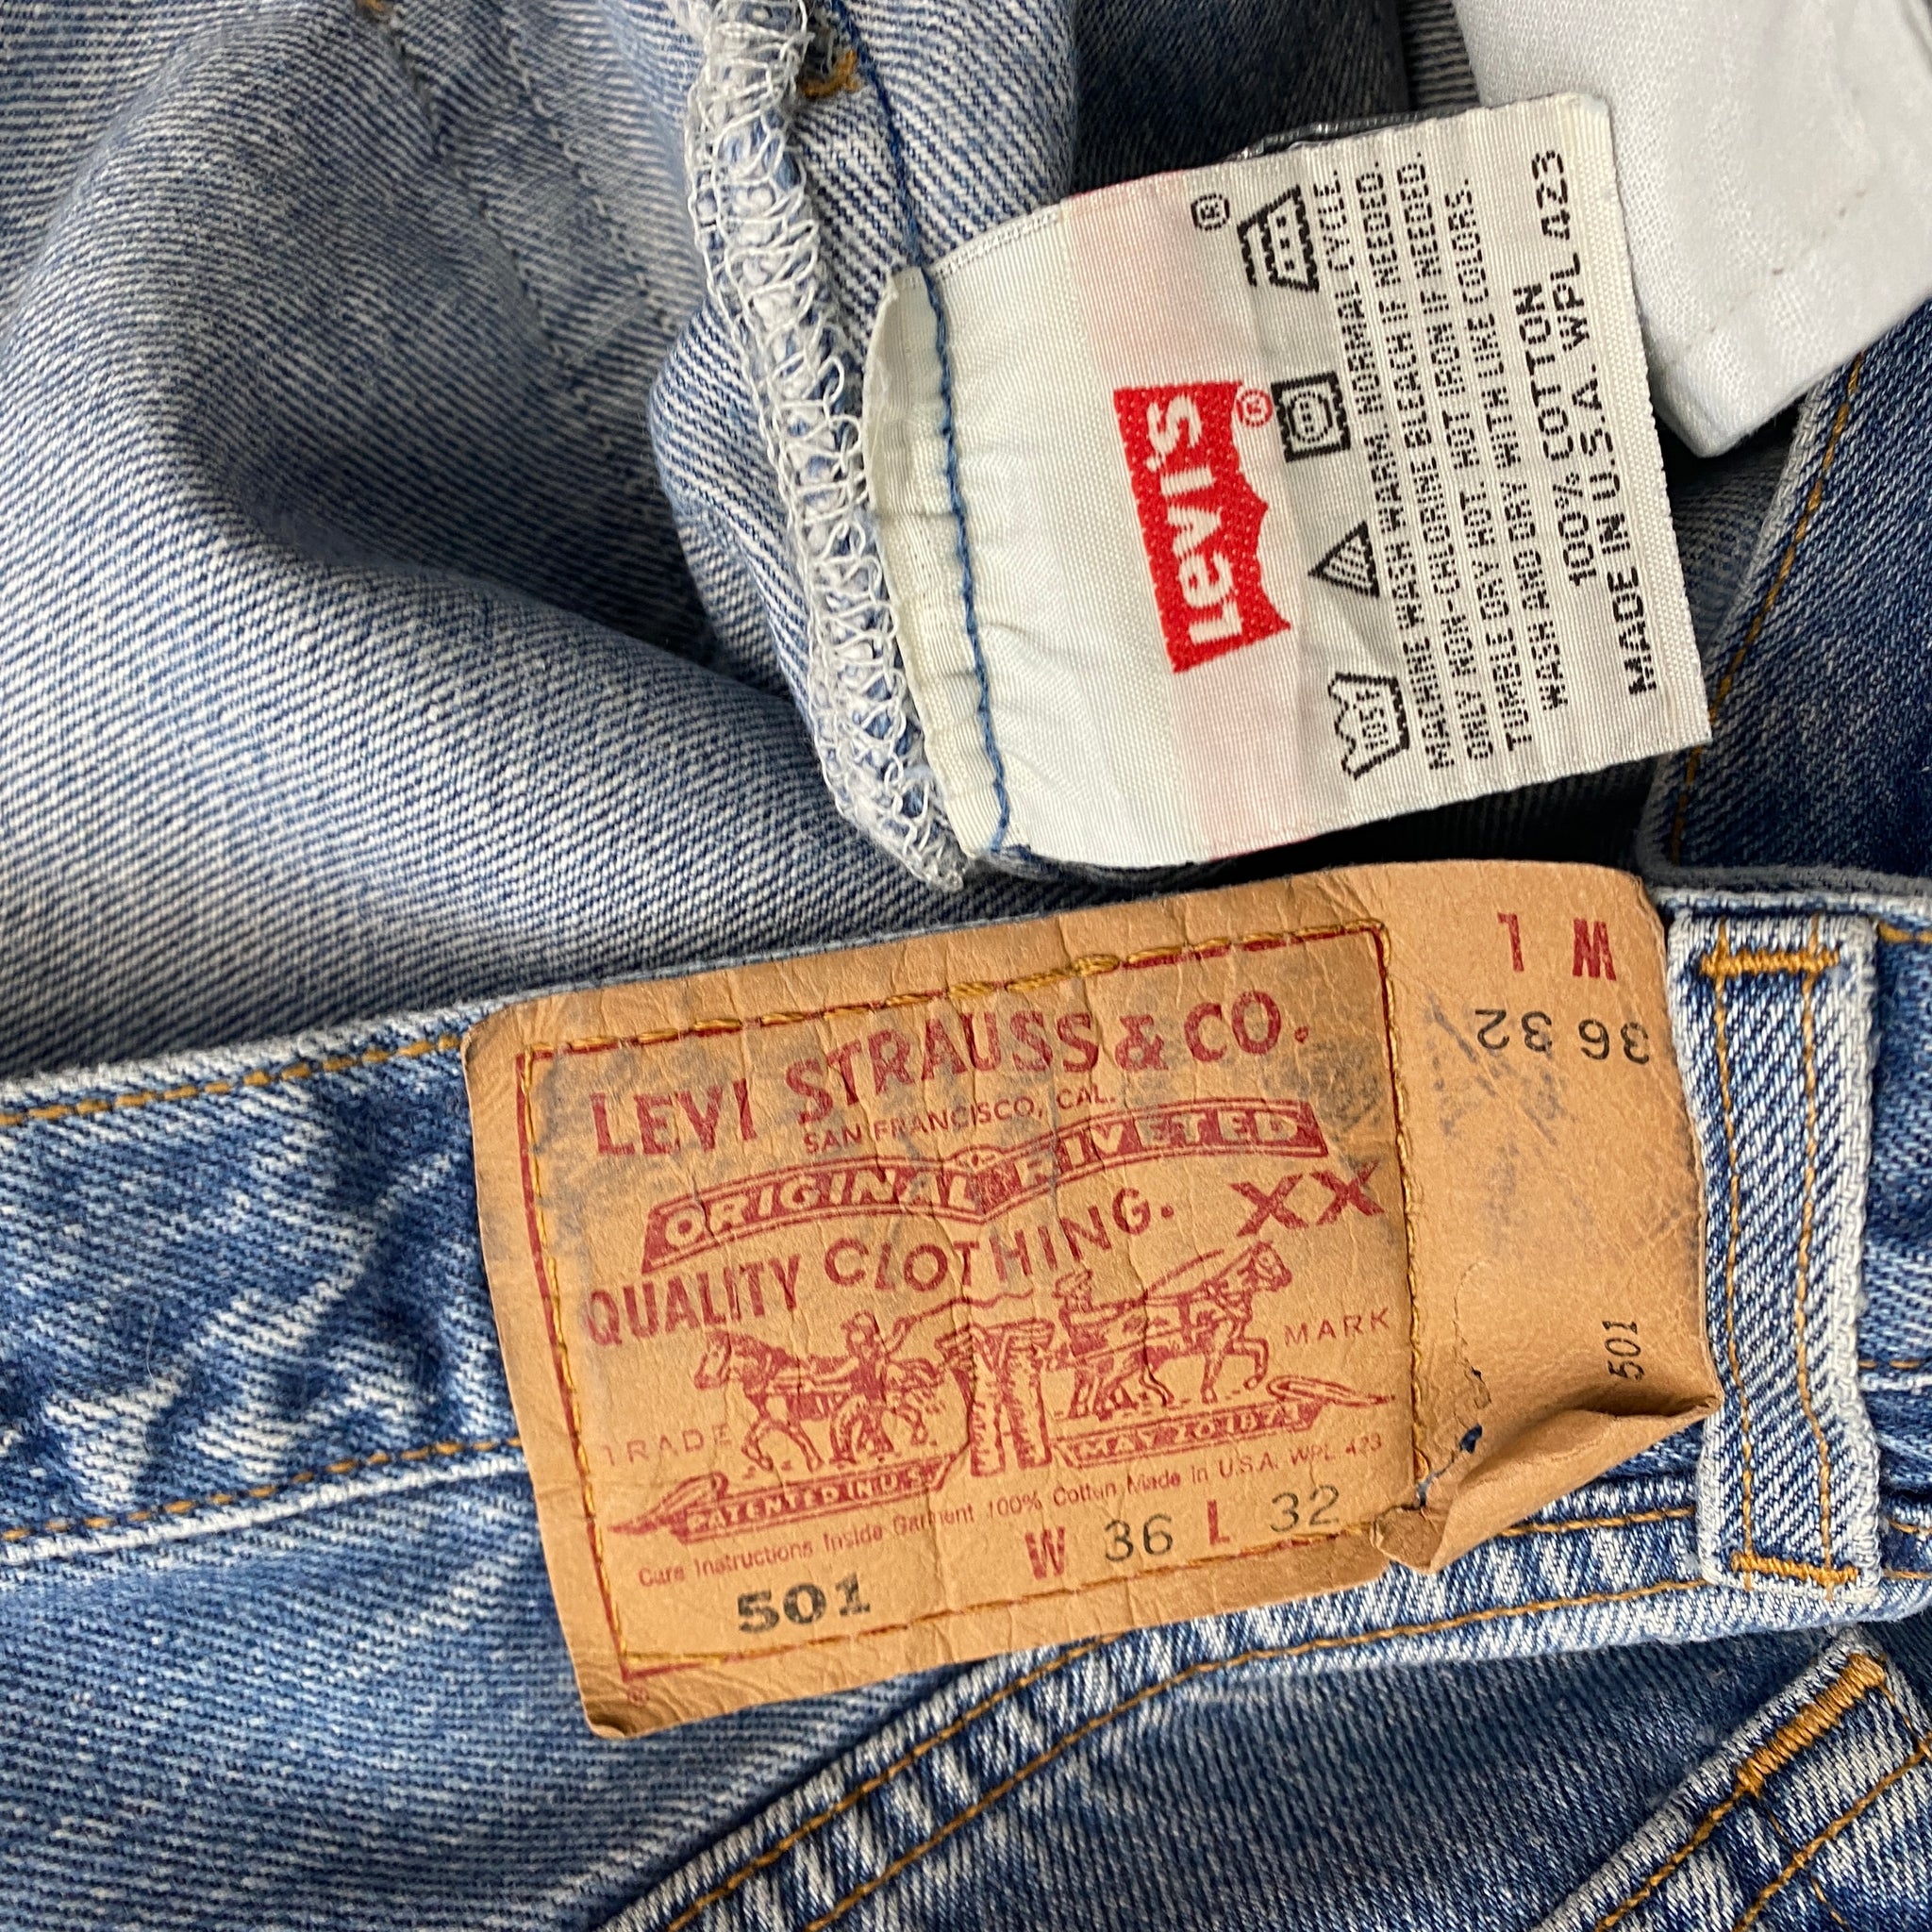 Levi's
®
®
MACHINE WASH WARM NORMAL CYCLE.
ONLY NON-CHLORINE BLEACH IF NEEDED.
TUMBLE DRY HOT. HOT IRON IF NEEDED.
WASH AND DRY WITH LIKE COLORS.
100% COTTON
MADE IN U.S.A. WPL 423
LEVI STRAUSS & CO.
SAN FRANCISCO, CAL.
ORIGINAL RIVETED
QUALITY CLOTHING. XX
TRADE MARK
PATENTED IN U.S. MAY 20 1873
Care Instructions Inside Garment 100% Cotton Made in U.S.A. WPL 423
W 36 L 32
501
®
W L
36 32
501